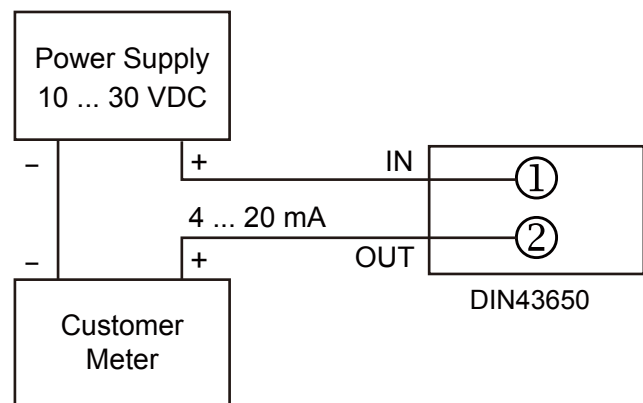 Power Supply
10 ... 30 VDC
– + IN ①
4 ... 20 mA ②
– + OUT
DIN43650
Customer
Meter